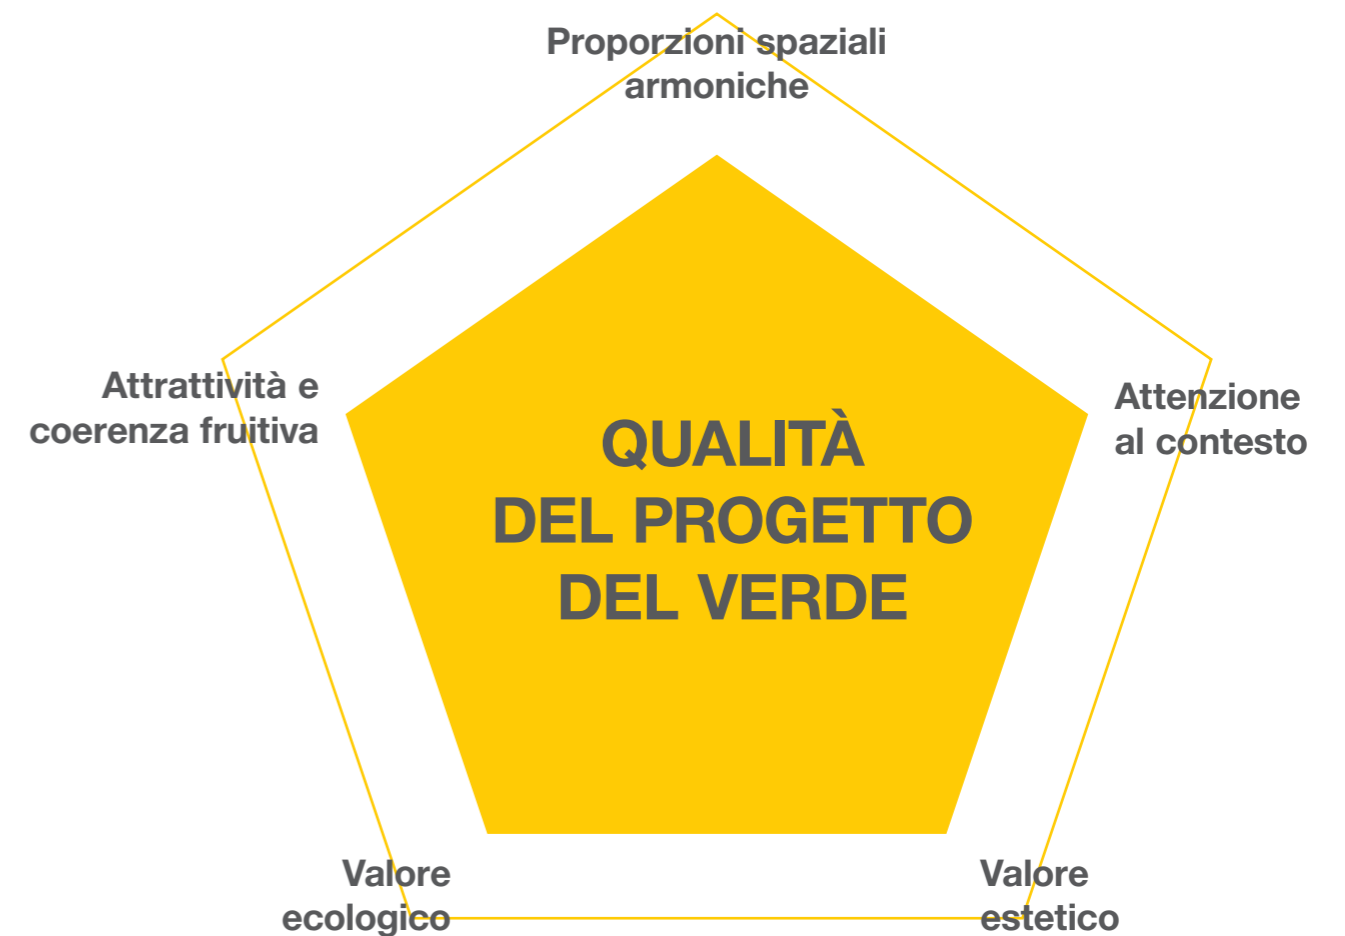 Proporzioni spaziali
armoniche
Attrattività e
coerenza fruitiva
Attenzione
al contesto
QUALITÀ
DEL PROGETTO
DEL VERDE
Valore
ecologico
Valore
estetico